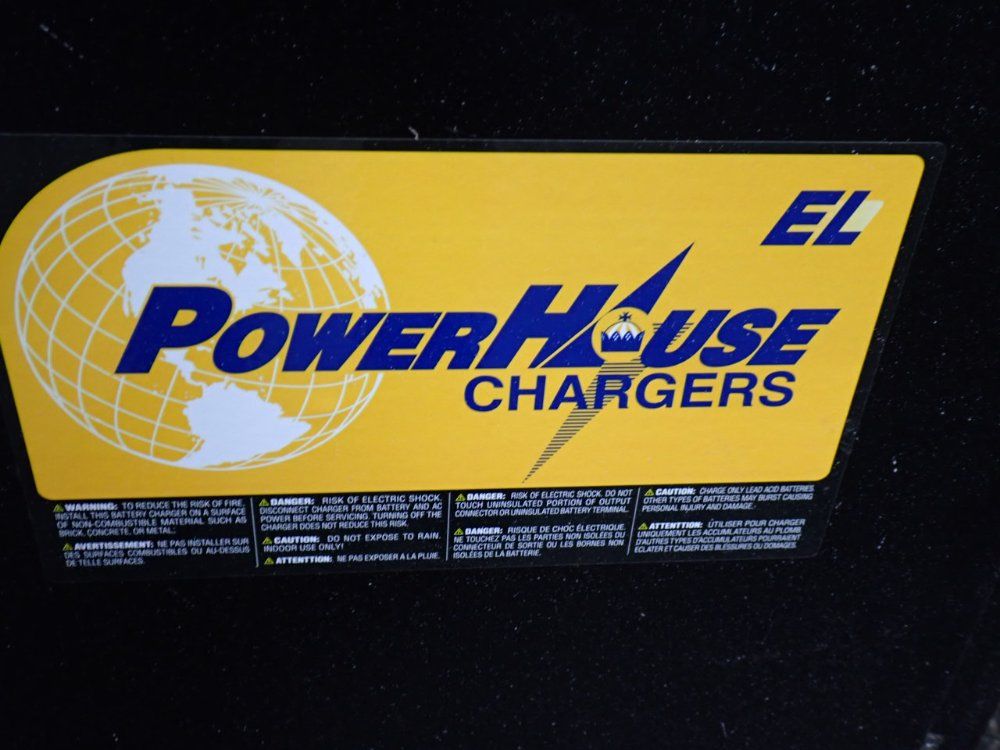 EL
POWERHOUSE
CHARGERS
WARNING: TO REDUCE THE RISK OF FIRE
INSTALL THIS BATTERY CHARGER ON A SURFACE
OF NON-COMBUSTIBLE MATERIAL SUCH AS
BRICK, CONCRETE, OR METAL.
AVERTISSEMENT: NE PAS INSTALLER SUR
DES SURFACES COMBUSTIBLES OU AU-DESSUS
DE TELLE SURFACES.
DANGER: RISK OF ELECTRIC SHOCK.
DISCONNECT CHARGER FROM BATTERY AND AC
POWER BEFORE SERVICING. TURNING OFF THE
CHARGER DOES NOT REDUCE THIS RISK.
CAUTION: DO NOT EXPOSE TO RAIN.
INDOOR USE ONLY!
ATTENTTION: NE PAS EXPOSER A LA PLUIE.
DANGER: RISK OF ELECTRIC SHOCK. DO NOT
TOUCH UNINSULATED PORTION OF OUTPUT
CONNECTOR OR UNINSULATED BATTERY TERMINAL.
DANGER: RISQUE DE CHOC ÉLECTRIQUE.
NE TOUCHEZ PAS LES PARTIES NON ISOLÉES DU
CONNECTEUR DE SORTIE OU LES BORNES NON
ISOLÉES DE LA BATTERIE.
CAUTION: CHARGE ONLY LEAD ACID BATTERIES.
OTHER TYPES OF BATTERIES MAY BURST CAUSING
PERSONAL INJURY AND DAMAGE.
ATTENTTION: ÚTILISER POUR CHARGER
UNIQUEMENT LES ACCUMULATEURS AU PLOMB
D'AUTRES TYPES D'ACCUMULATEURS POURRAIENT
ÉCLATER ET CAUSER DES BLESSURES OU DOMAGES.